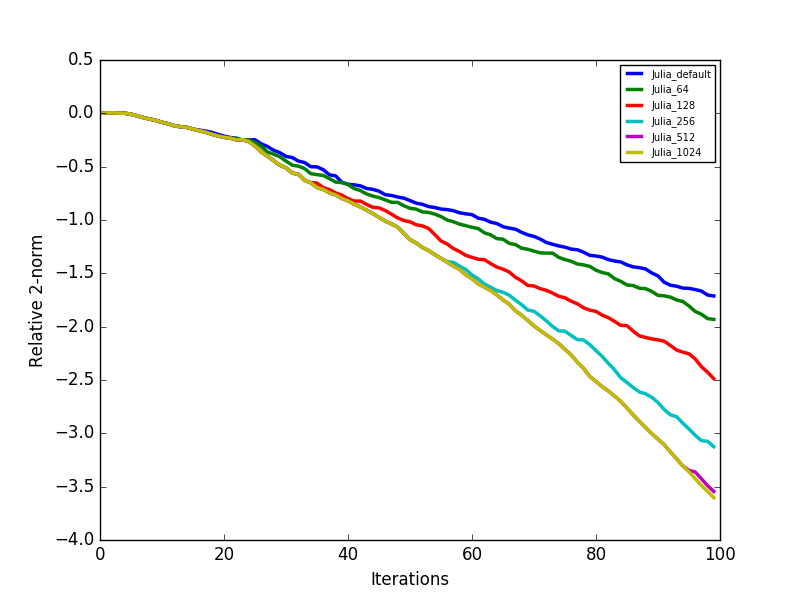 0.5
0.0
−0.5
−1.0
−1.5
−2.0
−2.5
−3.0
−3.5
−4.0
Relative 2-norm
Julia_default
Julia_64
Julia_128
Julia_256
Julia_512
Julia_1024
0 20 40 60 80 100
Iterations